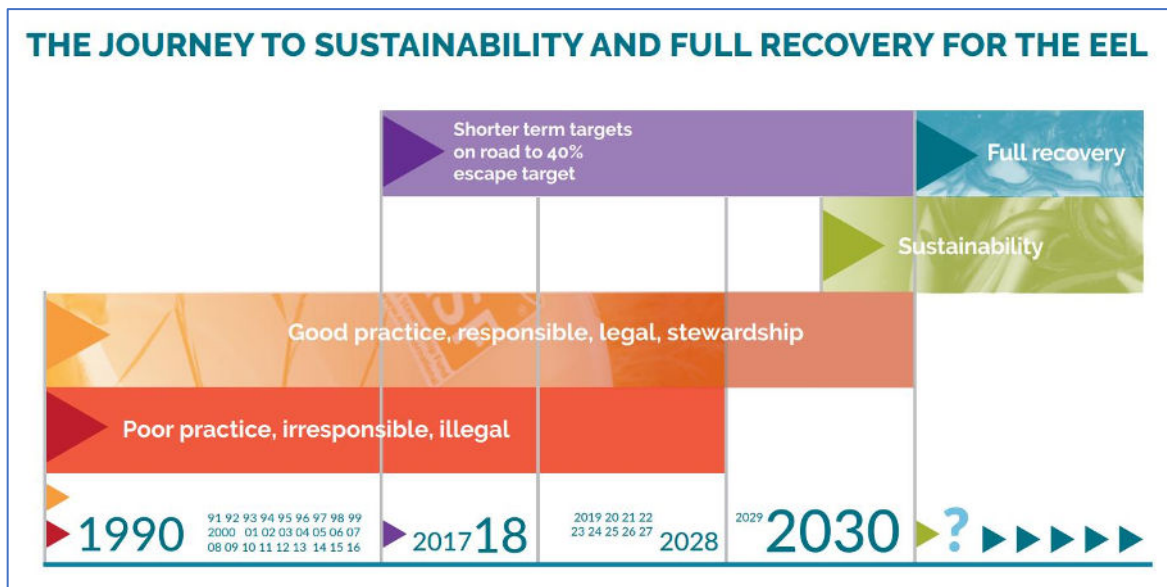 THE JOURNEY TO SUSTAINABILITY AND FULL RECOVERY FOR THE EEL
Shorter term targets
on road to 40%
escape target
Full recovery
Sustainability
Good practice, responsible, legal, stewardship
Poor practice, irresponsible, illegal
1990
91 92 93 94 95 96 97 98 99
2000 01 02 03 04 05 06 07
08 09 10 11 12 13 14 15 16
2017 18
2019 20 21 22
23 24 25 26 27
2028
2029
2030
?